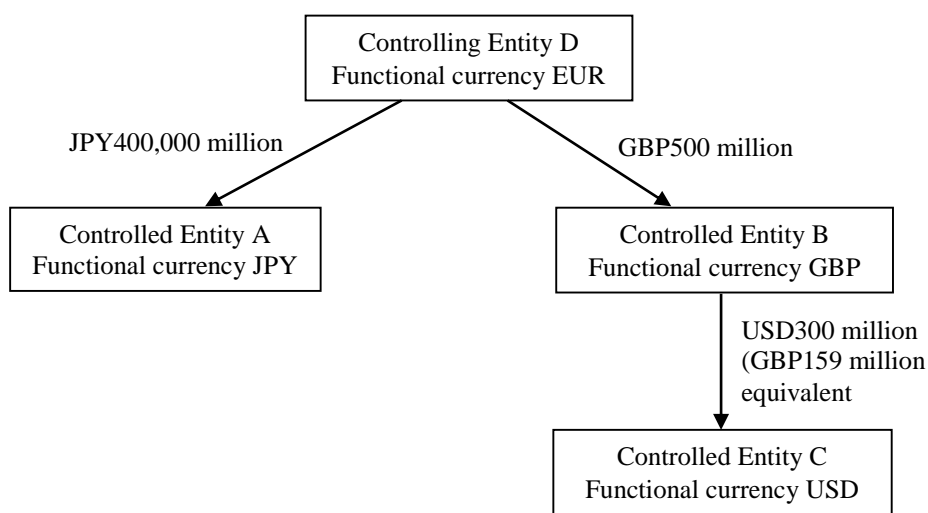 Controlling Entity D
Functional currency EUR
JPY400,000 million
GBP500 million
Controlled Entity A
Functional currency JPY
Controlled Entity B
Functional currency GBP
USD300 million
(GBP159 million
equivalent
Controlled Entity C
Functional currency USD